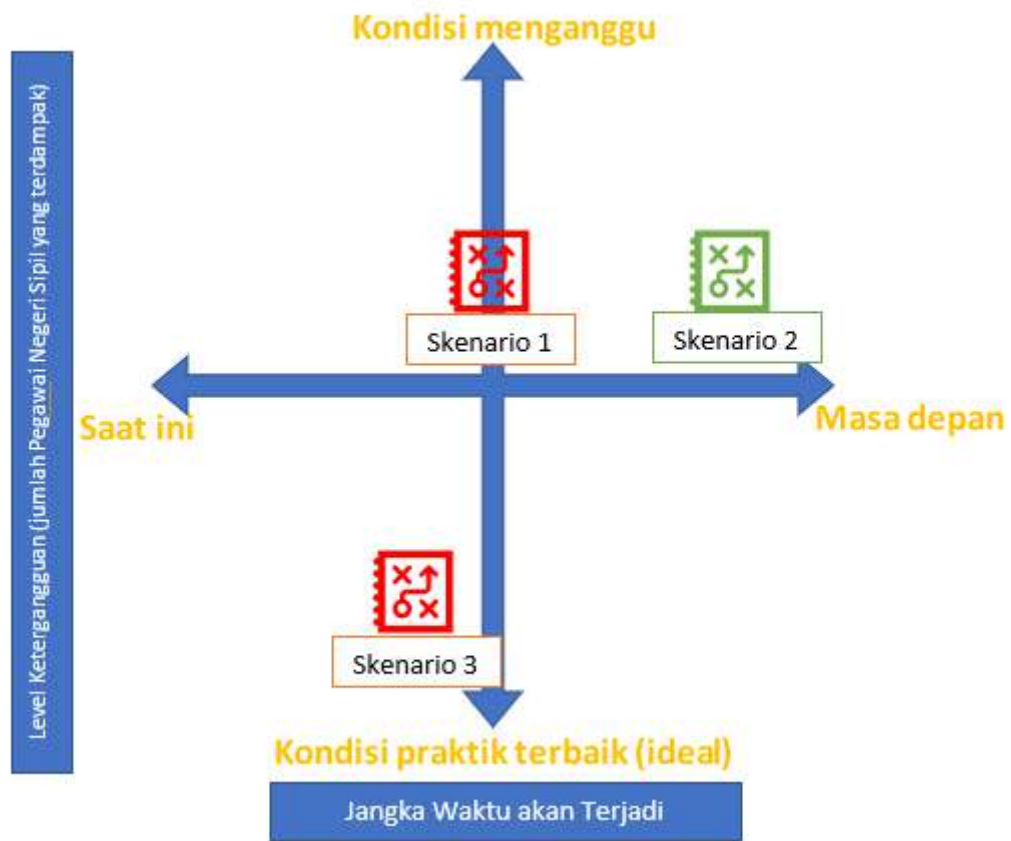 Kondisi menganggu
Level Ketergangguan (jumlah Pegawai Negeri Sipil yang terdampak)
Skenario 1
Skenario 2
Saat ini
Masa depan
Skenario 3
Kondisi praktik terbaik (ideal)
Jangka Waktu akan Terjadi